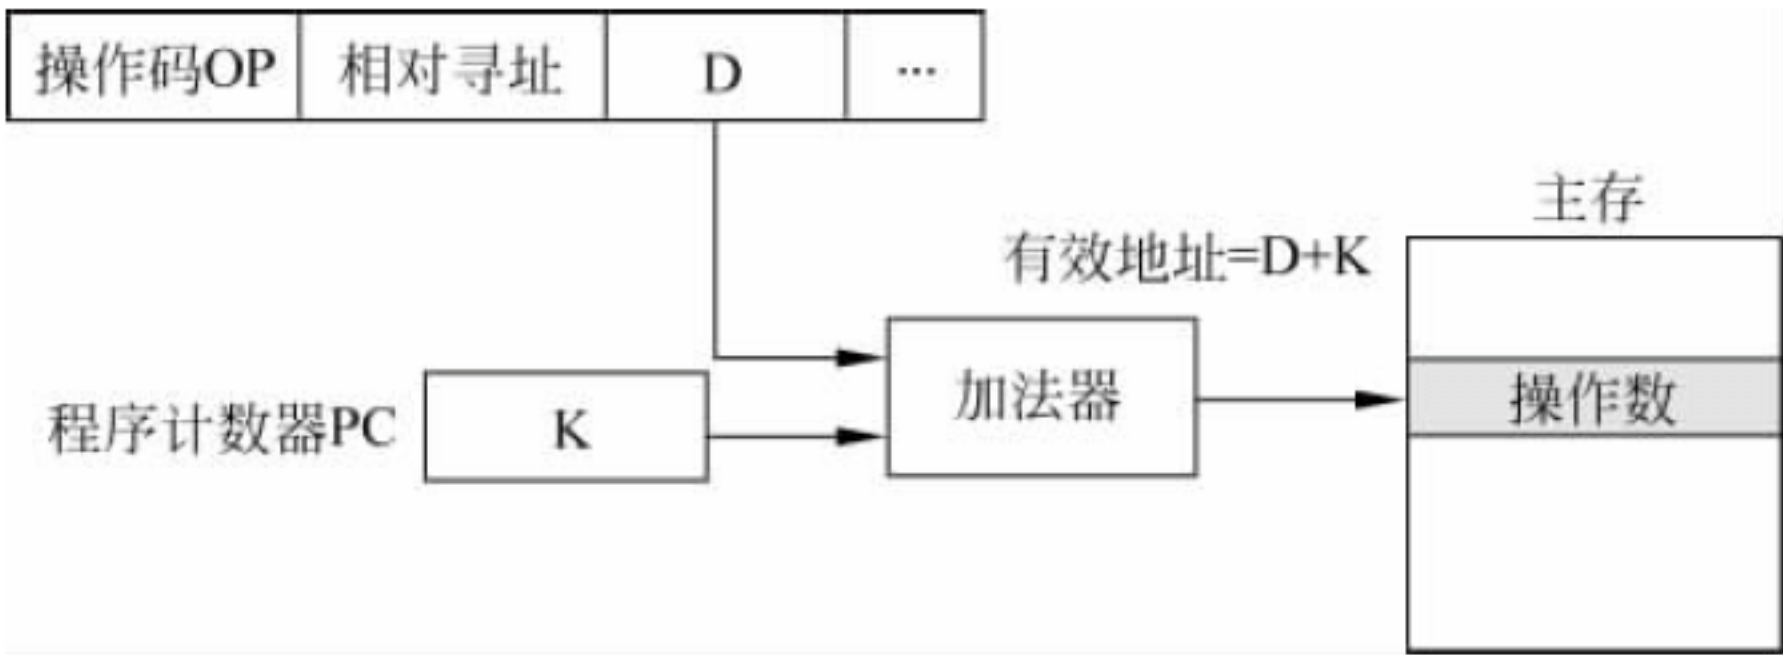 操作码OP 相对寻址 D ...
主存
有效地址=D+K
加法器
操作数
程序计数器PC K